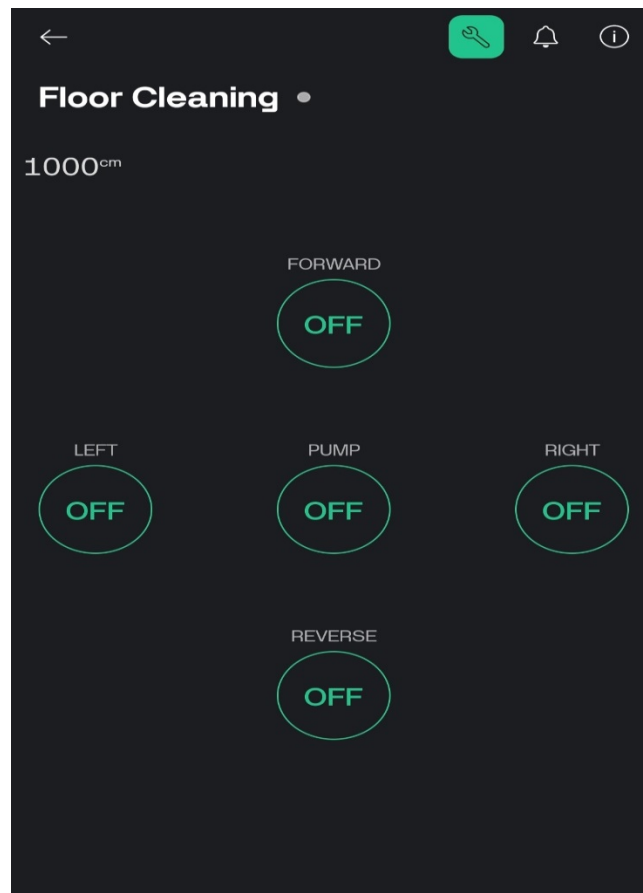 Floor Cleaning
1000cm
FORWARD
OFF
LEFT PUMP RIGHT
OFF OFF OFF
REVERSE
OFF